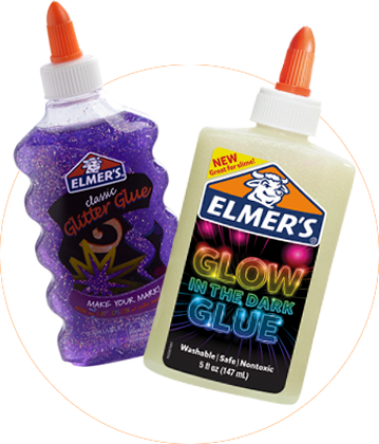 ELMER'S
classic
Glitter Glue
MAKE YOUR MARK!
NEW
Great for slime!
ELMER'S®
GLOW
IN THE DARK
GLUE
Washable | Safe | Nontoxic
5 fl oz (147 mL)